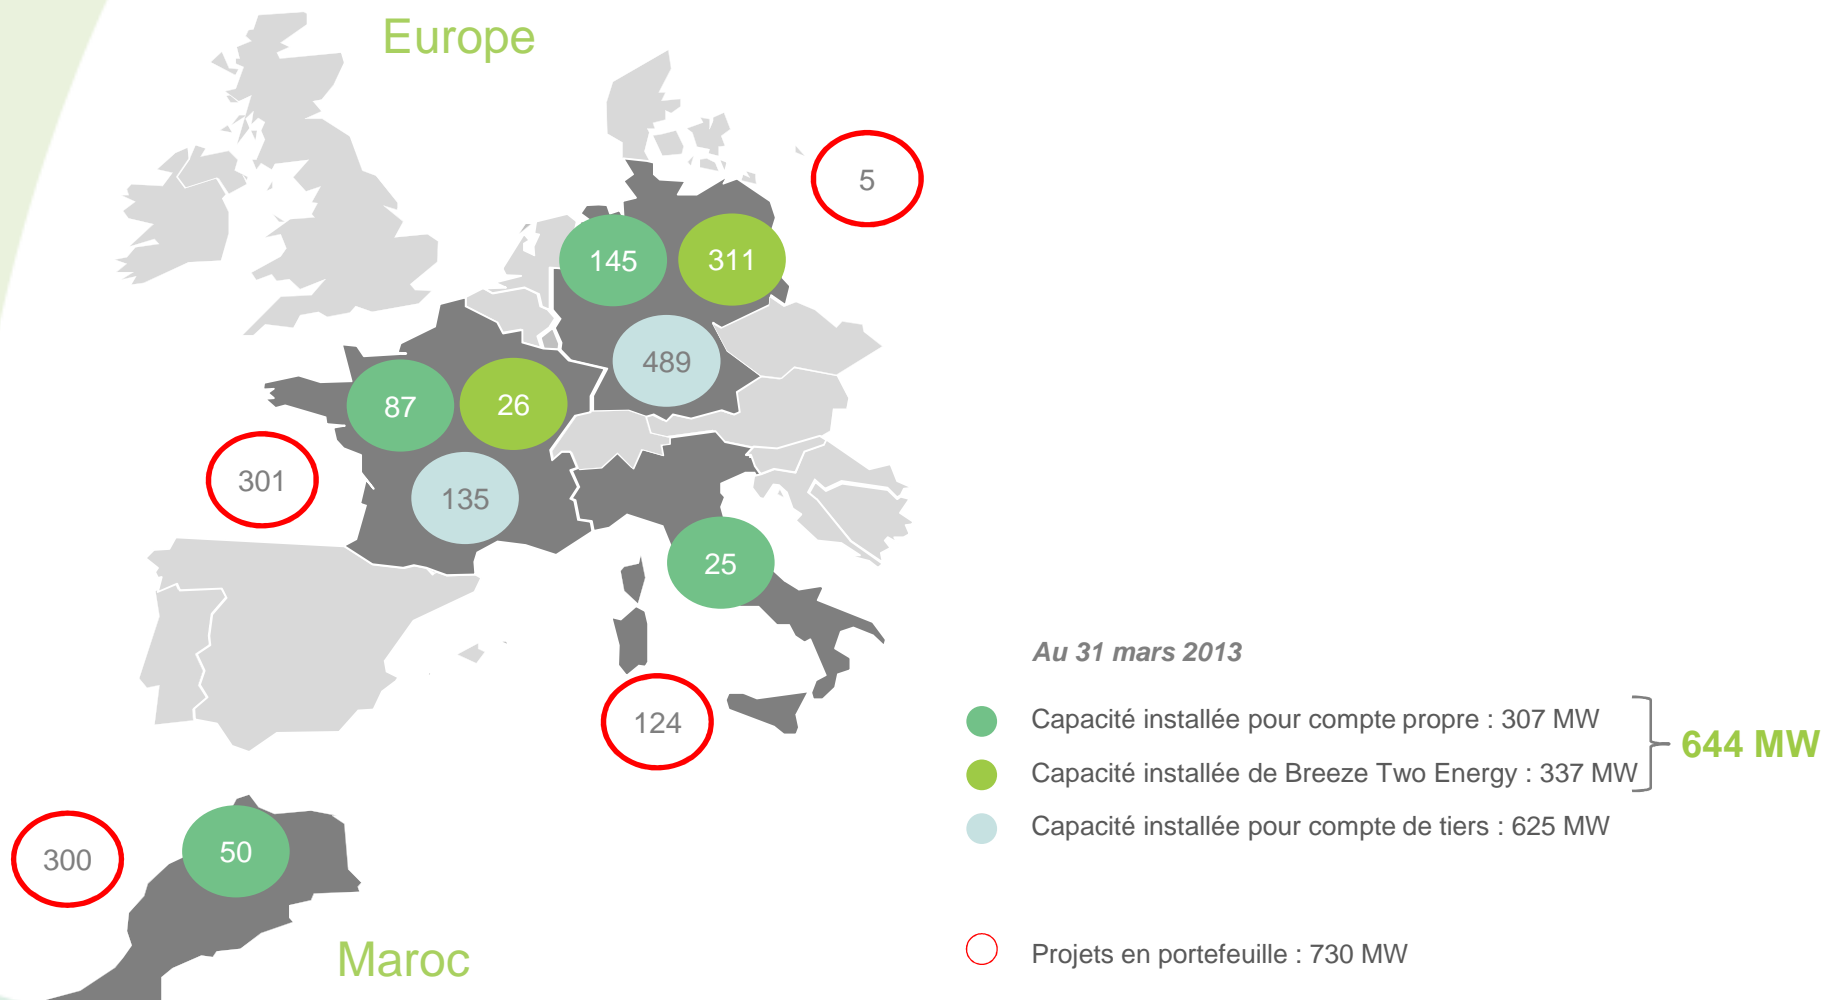 Europe
5
145
311
489
87
26
301
135
25
124
Au 31 mars 2013
Capacité installée pour compte propre : 307 MW
644 MW
Capacité installée de Breeze Two Energy : 337 MW
Capacité installée pour compte de tiers : 625 MW
50
300
Maroc
Projets en portefeuille : 730 MW